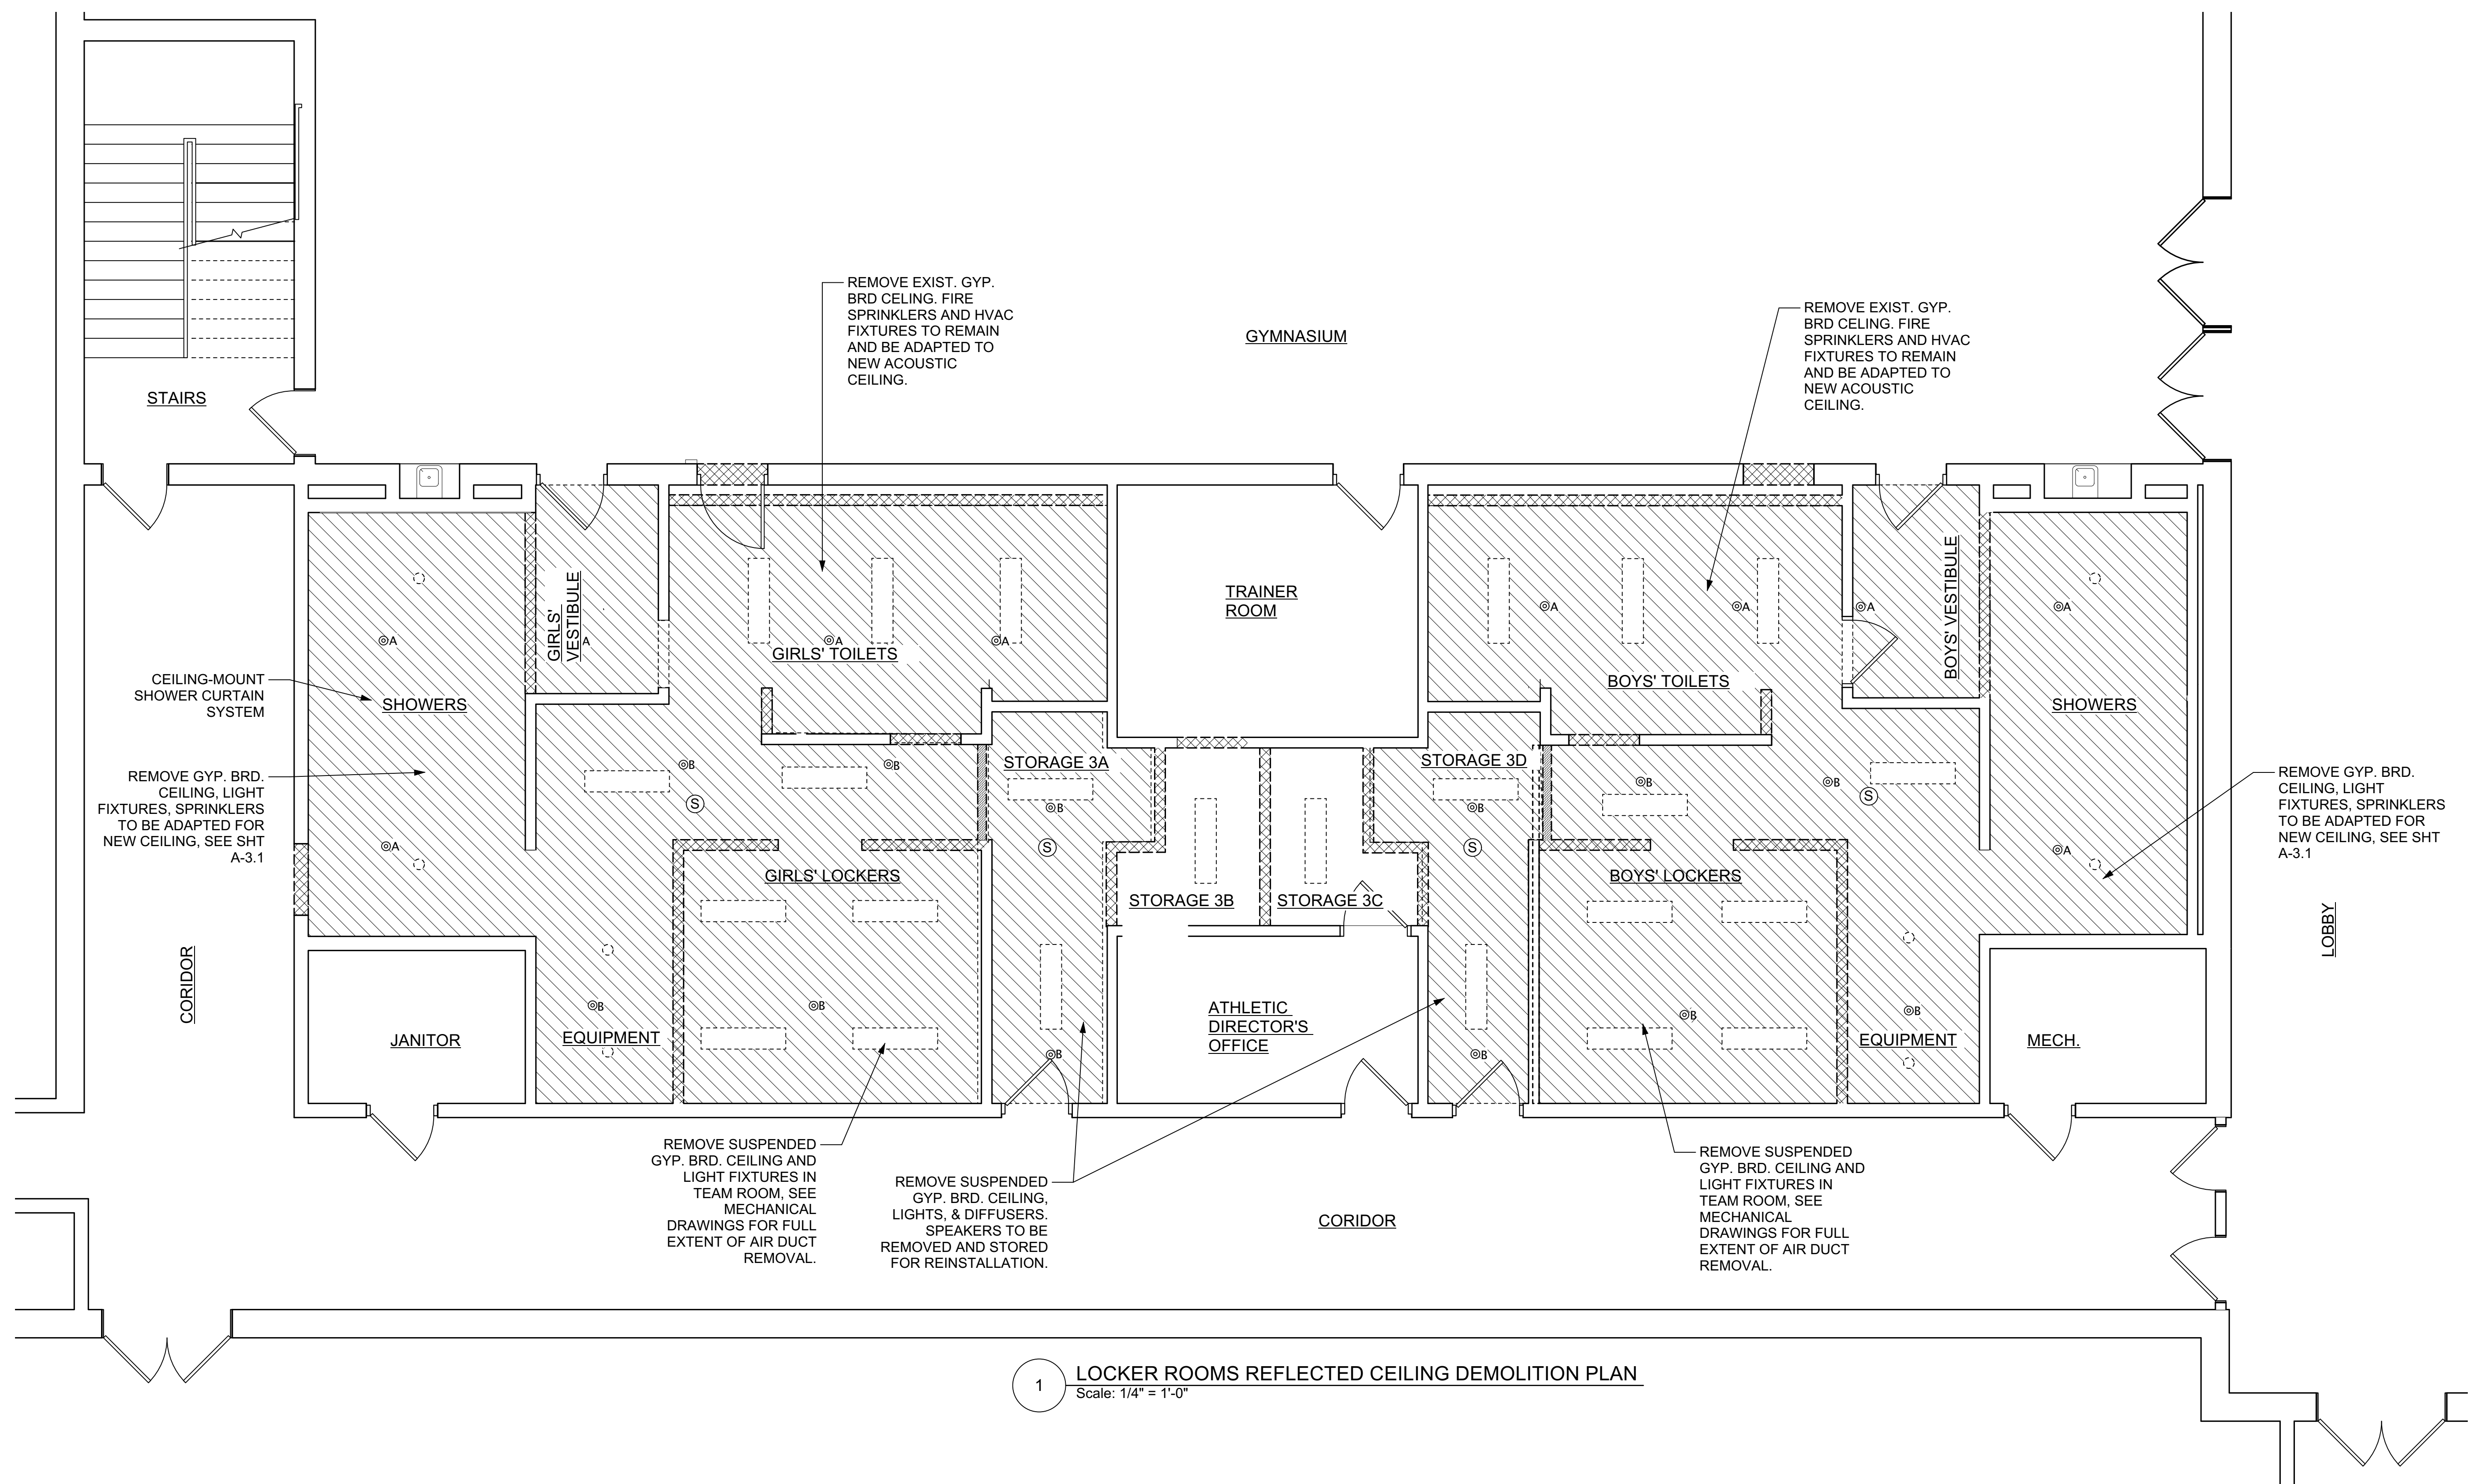 REMOVE EXIST. GYP.
BRD CELING. FIRE
SPRINKLERS AND HVAC
FIXTURES TO REMAIN
AND BE ADAPTED TO
NEW ACOUSTIC
CEILING.
REMOVE EXIST. GYP.
BRD CELING. FIRE
SPRINKLERS AND HVAC
FIXTURES TO REMAIN
AND BE ADAPTED TO
NEW ACOUSTIC
CEILING.
GYMNASIUM
STAIRS
GIRLS'
VESTIBULE
A
A
A
A
GIRLS' TOILETS
TRAINER
ROOM
A
A
A
A
BOYS' TOILETS
BOYS' VESTIBULE
CEILING-MOUNT
SHOWER CURTAIN
SYSTEM
SHOWERS
SHOWERS
REMOVE GYP. BRD.
CEILING, LIGHT
FIXTURES, SPRINKLERS
TO BE ADAPTED FOR
NEW CEILING, SEE SHT
A-3.1
A
B
B
S
STORAGE 3A
B
S
STORAGE 3D
B
S
B
B
S
A
REMOVE GYP. BRD.
CEILING, LIGHT
FIXTURES, SPRINKLERS
TO BE ADAPTED FOR
NEW CEILING, SEE SHT
A-3.1
GIRLS' LOCKERS
STORAGE 3B
STORAGE 3C
BOYS' LOCKERS
LOBBY
CORIDOR
JANITOR
B
EQUIPMENT
B
B
ATHLETIC
DIRECTOR'S
OFFICE
B
B
B
EQUIPMENT
MECH.
REMOVE SUSPENDED
GYP. BRD. CEILING AND
LIGHT FIXTURES IN
TEAM ROOM, SEE
MECHANICAL
DRAWINGS FOR FULL
EXTENT OF AIR DUCT
REMOVAL.
REMOVE SUSPENDED
GYP. BRD. CEILING,
LIGHTS, & DIFFUSERS.
SPEAKERS TO BE
REMOVED AND STORED
FOR REINSTALLATION.
CORIDOR
REMOVE SUSPENDED
GYP. BRD. CEILING AND
LIGHT FIXTURES IN
TEAM ROOM, SEE
MECHANICAL
DRAWINGS FOR FULL
EXTENT OF AIR DUCT
REMOVAL.
1
LOCKER ROOMS REFLECTED CEILING DEMOLITION PLAN
Scale: 1/4" = 1'-0"